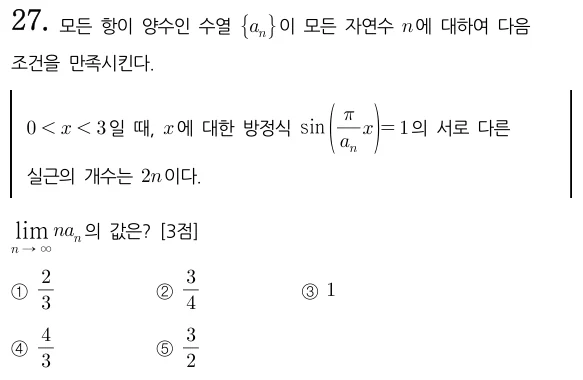 27. 모든 항이 양수인 수열 {aₙ}이 모든 자연수 n에 대하여 다음
조건을 만족시킨다.
0 < x < 3일 때, x에 대한 방정식 sin(π/aₙ x)=1의 서로 다른
실근의 개수는 2n이다.
lim n→∞ naₙ의 값은? [3점]
① 2/3 ② 3/4 ③ 1
④ 4/3 ⑤ 3/2